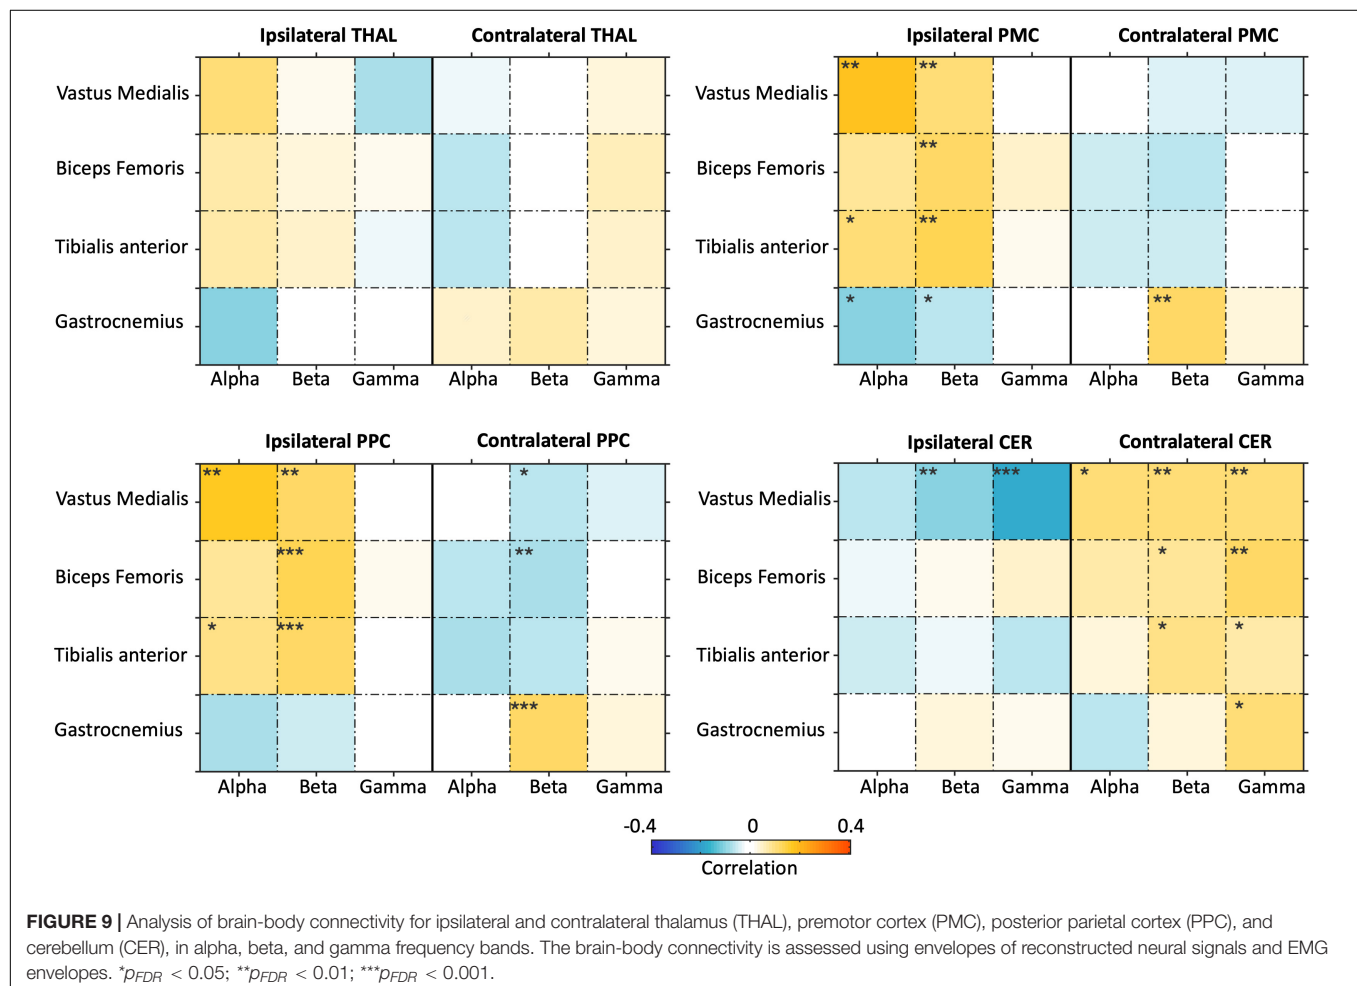 Ipsilateral THAL Contralateral THAL
Vastus Medialis
Biceps Femoris
Tibialis anterior
Gastrocnemius
Alpha Beta Gamma Alpha Beta Gamma
Ipsilateral PMC Contralateral PMC
Vastus Medialis ** **
Biceps Femoris **
Tibialis anterior * **
Gastrocnemius * * **
Alpha Beta Gamma Alpha Beta Gamma
Ipsilateral PPC Contralateral PPC
Vastus Medialis ** ** *
Biceps Femoris *** **
Tibialis anterior * ***
Gastrocnemius ***
Alpha Beta Gamma Alpha Beta Gamma
Ipsilateral CER Contralateral CER
Vastus Medialis ** *** * ** **
Biceps Femoris * **
Tibialis anterior * *
Gastrocnemius *
Alpha Beta Gamma Alpha Beta Gamma
-0.4 0 0.4
Correlation
FIGURE 9 | Analysis of brain-body connectivity for ipsilateral and contralateral thalamus (THAL), premotor cortex (PMC), posterior parietal cortex (PPC), and
cerebellum (CER), in alpha, beta, and gamma frequency bands. The brain-body connectivity is assessed using envelopes of reconstructed neural signals and EMG
envelopes. *pFDR < 0.05; **pFDR < 0.01; ***pFDR < 0.001.